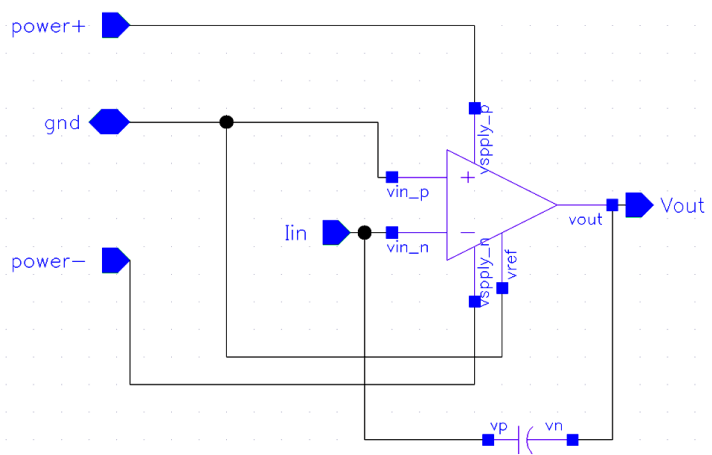 power+
vspply_p
gnd
+
vin_p
Iin
−
vin_n
vout
Vout
power−
vspply_n
vref
vp
vn